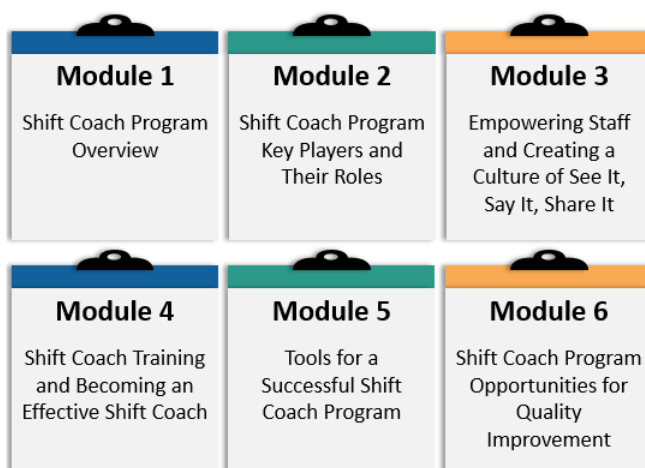 Module 1
Shift Coach Program
Overview
Module 2
Shift Coach Program
Key Players and
Their Roles
Module 3
Empowering Staff
and Creating a
Culture of See It,
Say It, Share It
Module 4
Shift Coach Training
and Becoming an
Effective Shift Coach
Module 5
Tools for a
Successful Shift
Coach Program
Module 6
Shift Coach Program
Opportunities for
Quality
Improvement